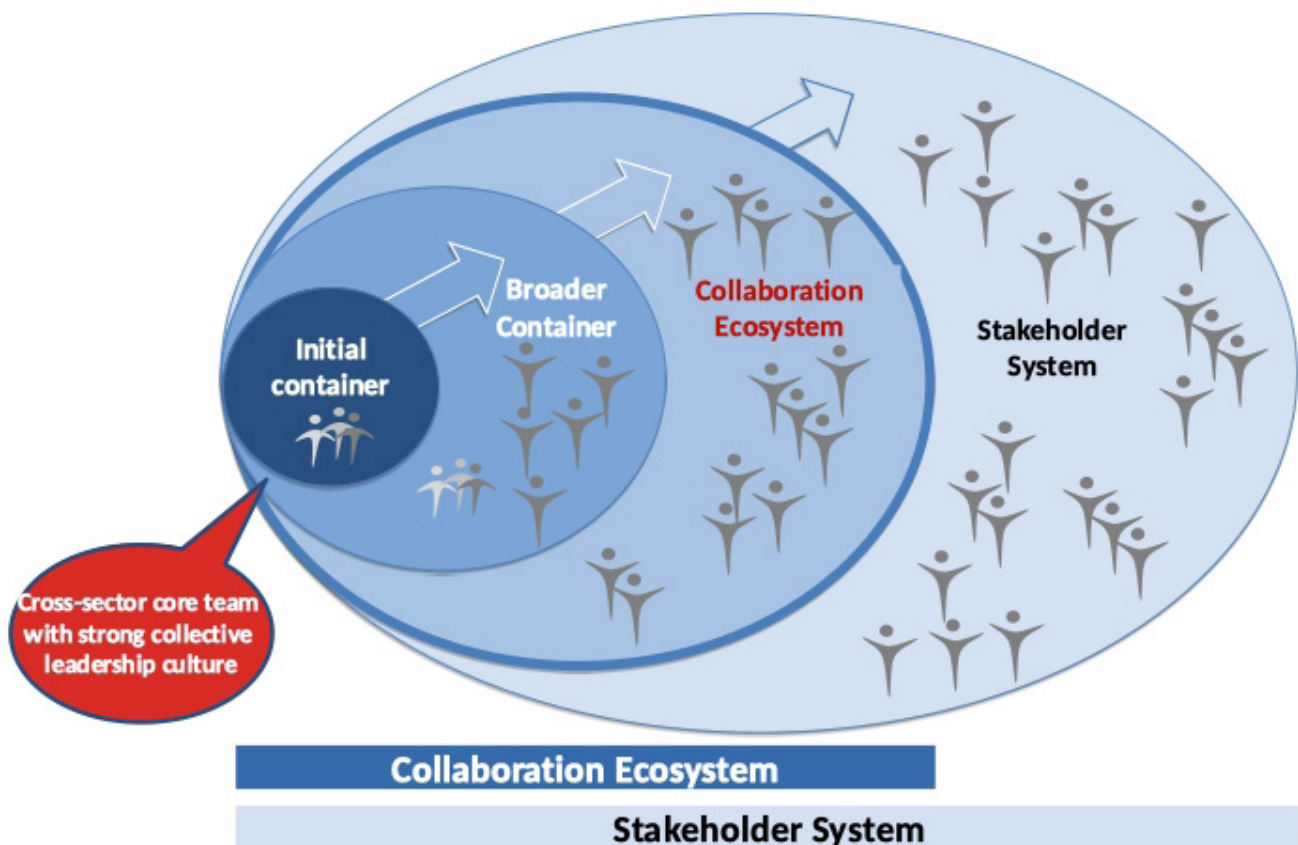 Initial
container
Broader
Container
Collaboration
Ecosystem
Stakeholder
System
Cross-sector core team
with strong collective
leadership culture
Collaboration Ecosystem
Stakeholder System